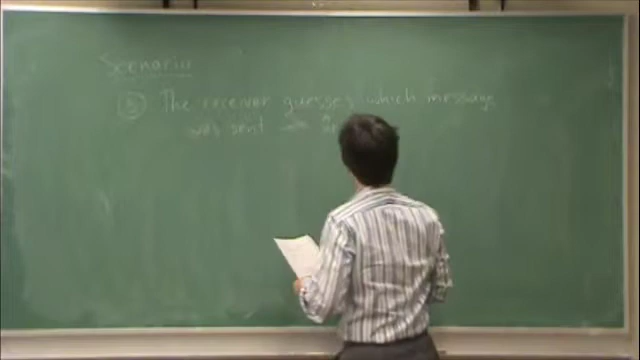 Scenario
The receiver guesses which message
was sent